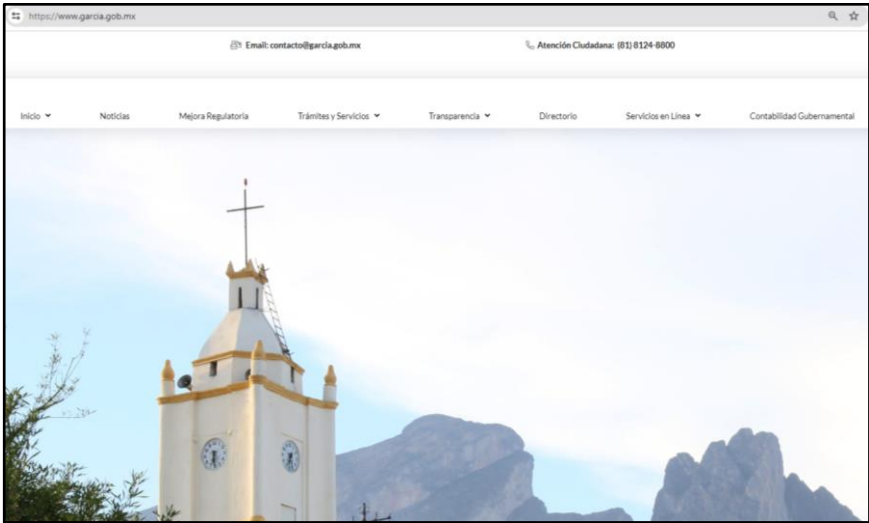 https://www.garcia.gob.mx
Email: contacto@garcia.gob.mx Atención Ciudadana: (81) 8124-8800
Inicio Noticias Mejora Regulatoria Trámites y Servicios Transparencia Directorio Servicios en Línea Contabilidad Gubernamental